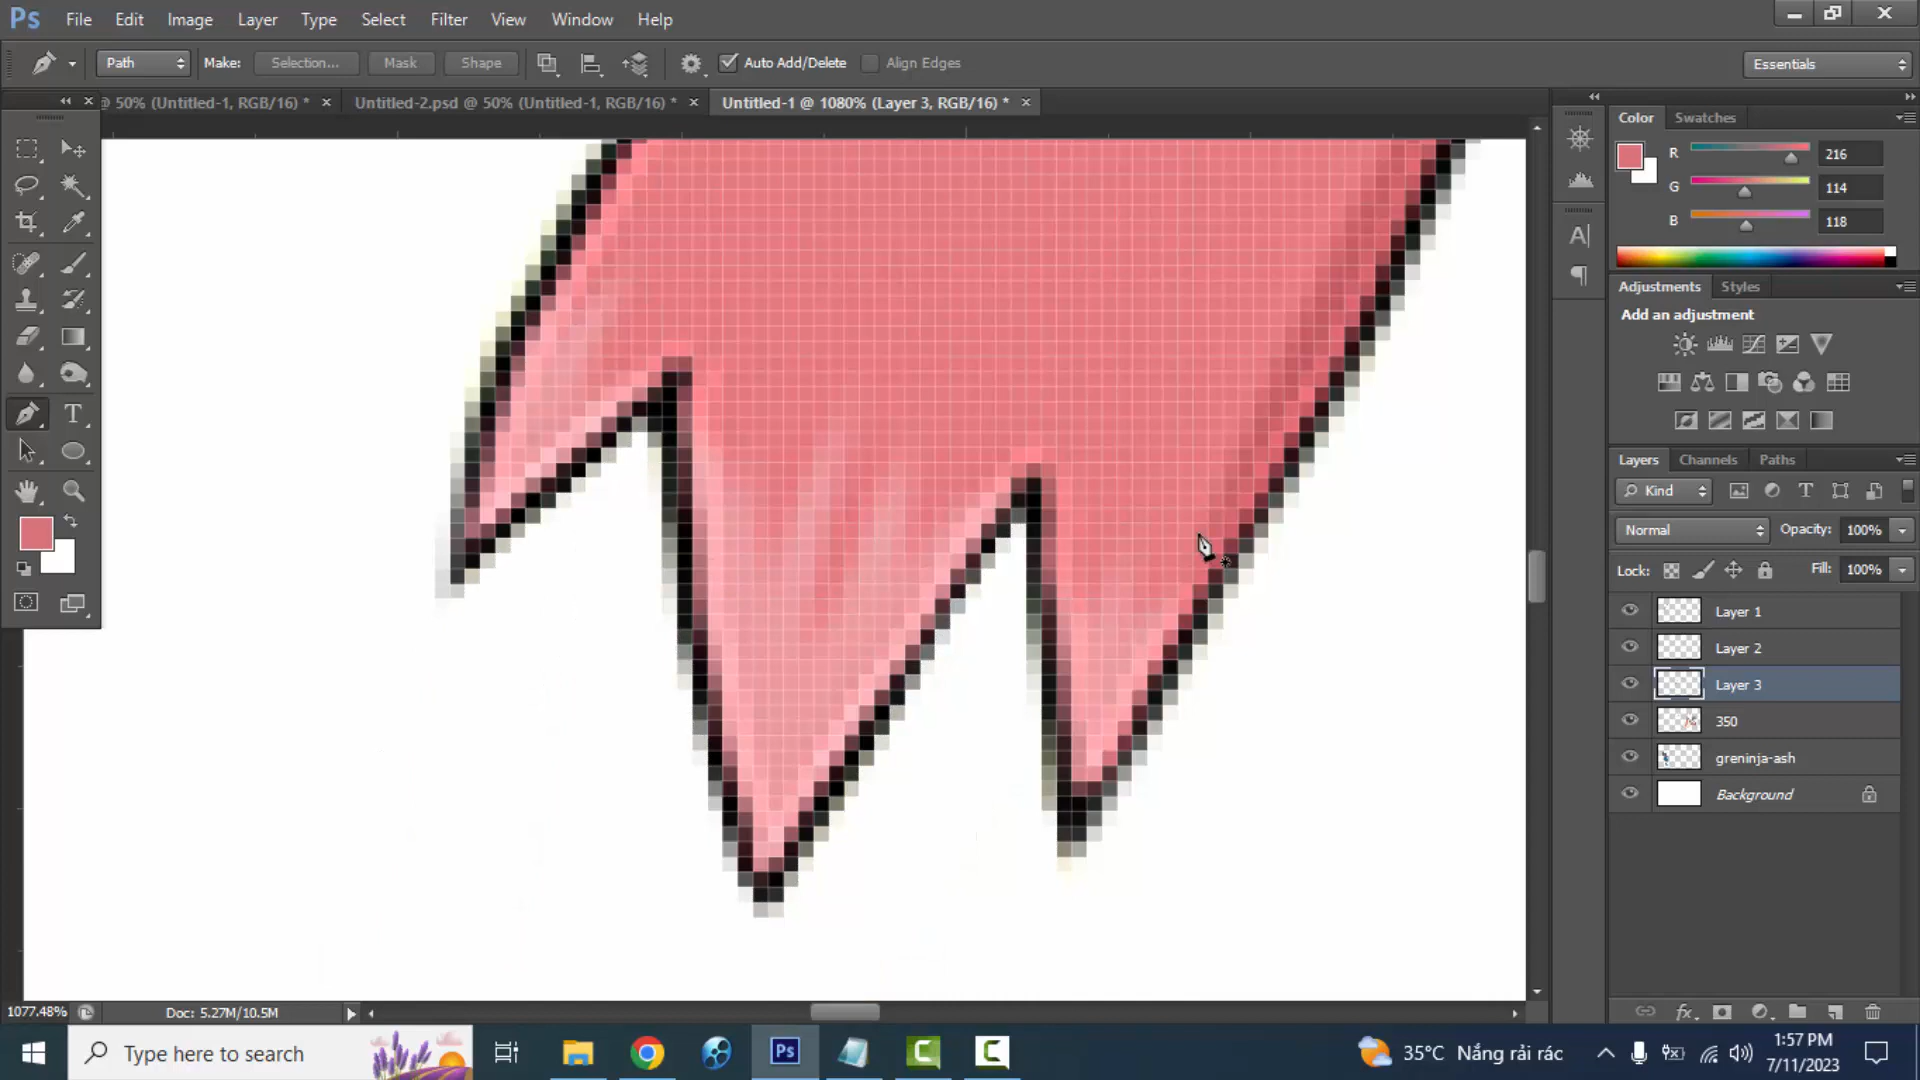 Ps File Edit Image Layer Type Select Filter View Window Help
Path Make: Selection... Mask Shape Auto Add/Delete Align Edges Essentials
@ 50% (Untitled-1, RGB/16) * × Untitled-2.psd @ 50% (Untitled-1, RGB/16) * × Untitled-1 @ 1080% (Layer 3, RGB/16) * ×
Color Swatches
R 216
G 114
B 118
Adjustments Styles
Add an adjustment
Layers Channels Paths
Kind
Normal Opacity: 100%
Lock: Fill: 100%
Layer 1
Layer 2
Layer 3
350
greninja-ash
Background
1077.48% Doc: 5.27M/10.5M
Type here to search
35°C Nắng rải rác
1:57 PM
7/11/2023